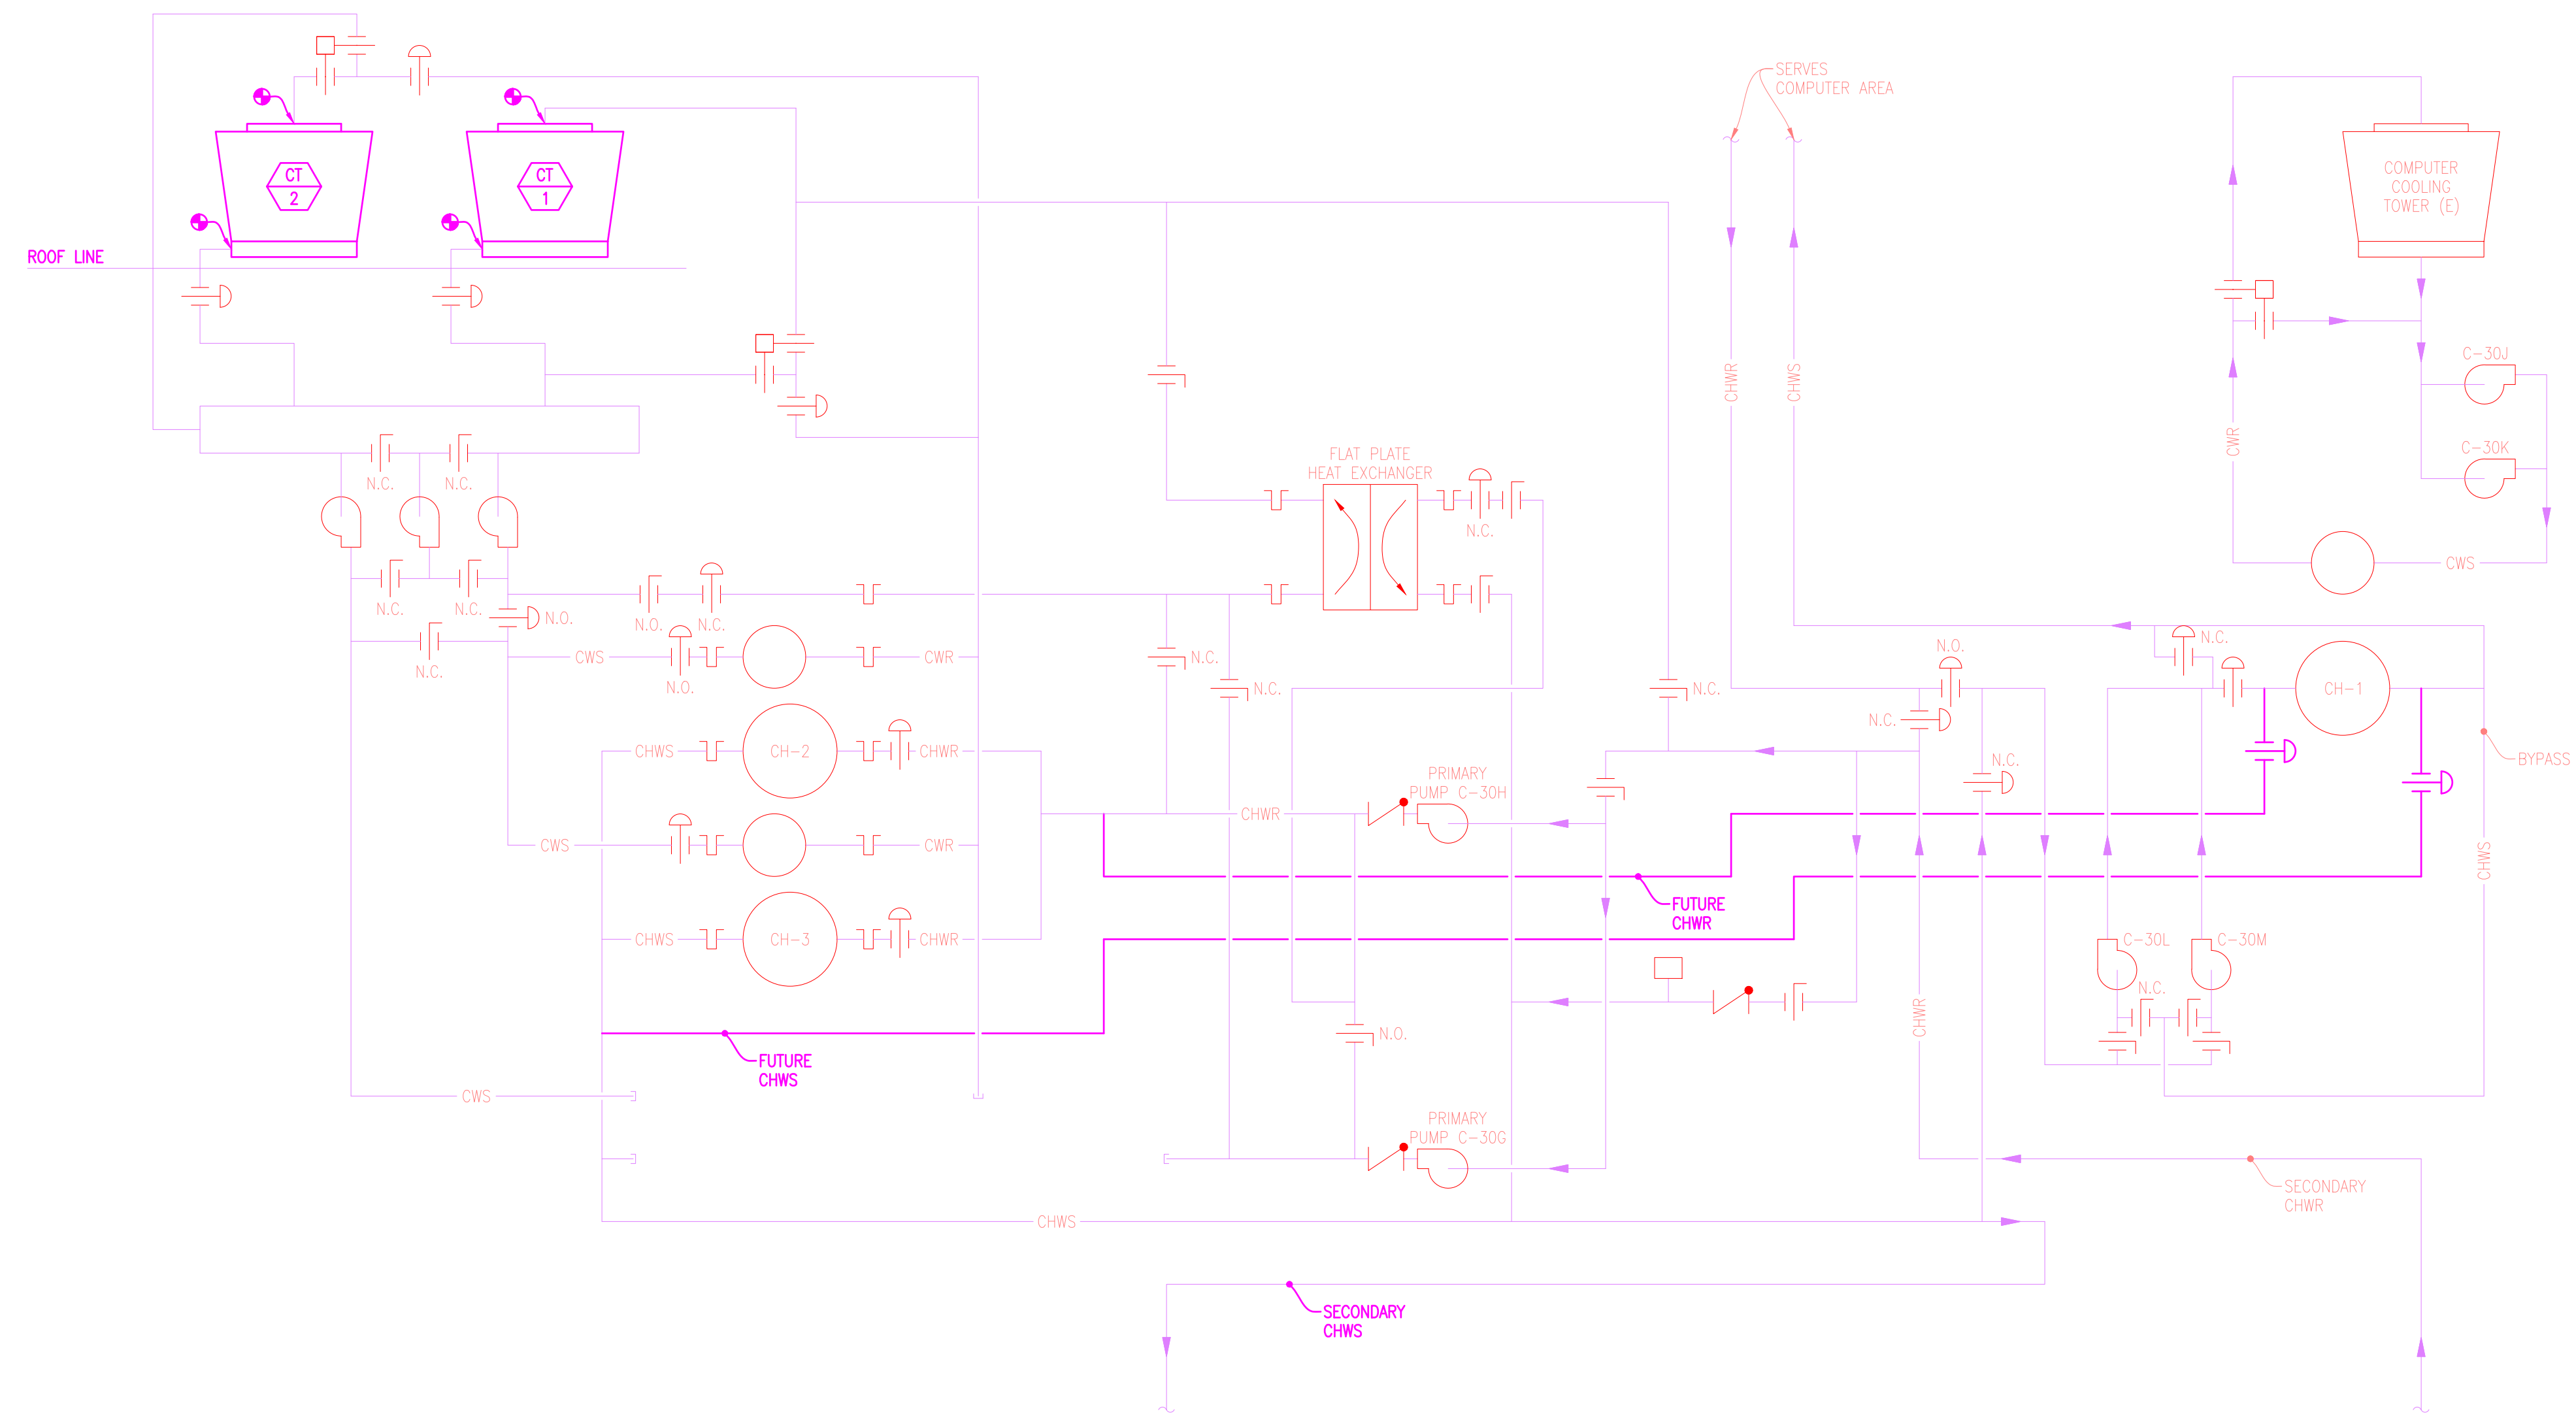 SERVES
COMPUTER AREA
COMPUTER
COOLING
TOWER (E)
CT
2
CT
1
ROOF LINE
C-30J
CHWR
CHWS
CWR
C-30K
FLAT PLATE
HEAT EXCHANGER
N.C.
N.C.
N.C.
CWS
N.C.
N.C.
N.O.
N.O.
N.C.
N.C.
N.O.
N.C.
CWS
CWR
N.C.
N.O.
N.C.
N.C.
CH-1
N.C.
CHWS
CH-2
CHWR
N.C.
BYPASS
PRIMARY
PUMP C-30H
CHWR
CWS
CWR
CHWS
FUTURE
CHWR
CHWS
CH-3
CHWR
C-30L
C-30M
N.C.
CHWR
N.O.
FUTURE
CHWS
CWS
PRIMARY
PUMP C-30G
SECONDARY
CHWR
CHWS
SECONDARY
CHWS